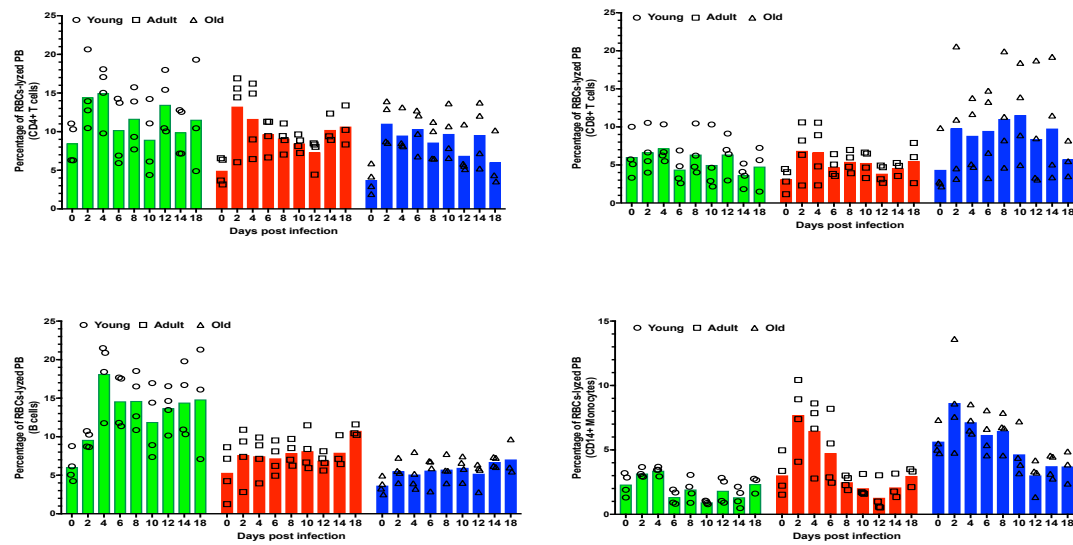 25
20
15
10
5
0
Percentage of RBCs-lyzed PB
(CD4+ T cells)
Young Adult Old
0 2 4 6 8 10 12 14 18 0 2 4 6 8 10 12 14 18 0 2 4 6 8 10 12 14 18
Days post infection
25
20
15
10
5
0
Percentage of RBCs-lyzed PB
(CD8+ T cells)
Young Adult Old
0 2 4 6 8 10 12 14 18 0 2 4 6 8 10 12 14 18 0 2 4 6 8 10 12 14 18
Days post infection
25
20
15
10
5
0
Percentage of RBCs-lyzed PB
(B cells)
Young Adult Old
0 2 4 6 8 10 12 14 18 0 2 4 6 8 10 12 14 18 0 2 4 6 8 10 12 14 18
Days post infection
15
10
5
0
Percentage of RBCs-lyzed PB
(CD14+ Monocytes)
Young Adult Old
0 2 4 6 8 10 12 14 18 0 2 4 6 8 10 12 14 18 0 2 4 6 8 10 12 14 18
Days post infection